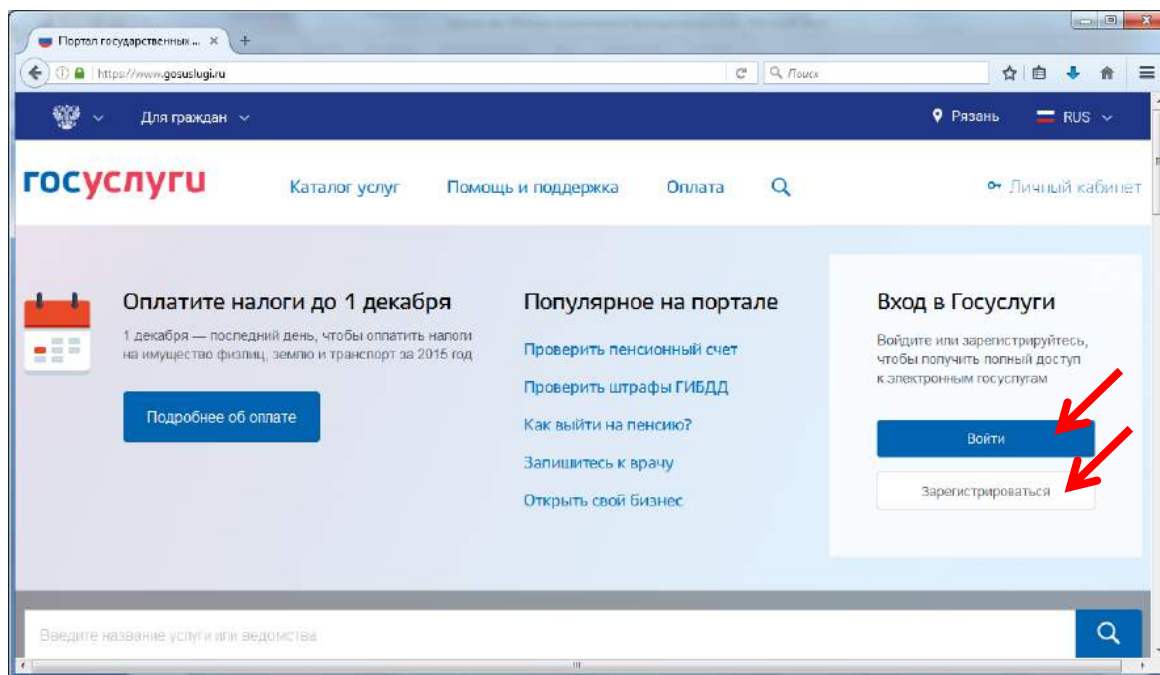 Портал государственных ...
https://www.gosuslugi.ru
Поиск
Для граждан
Рязань
RUS
госуслуги
Каталог услуг
Помощь и поддержка
Оплата
Личный кабинет
Оплатите налоги до 1 декабря
1 декабря — последний день, чтобы оплатить налоги
на имущество физлиц, землю и транспорт за 2015 год
Подробнее об оплате
Популярное на портале
Проверить пенсионный счет
Проверить штрафы ГИБДД
Как выйти на пенсию?
Запишитесь к врачу
Открыть свой бизнес
Вход в Госуслуги
Войдите или зарегистрируйтесь,
чтобы получить полный доступ
к электронным госуслугам
Войти
Зарегистрироваться
Введите название услуги или ведомства